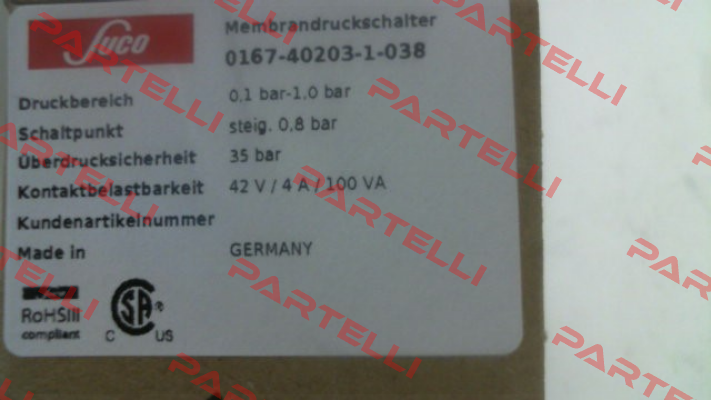 Suco
Membrandruckschalter
0167-40203-1-038
Druckbereich 0,1 bar-1,0 bar
Schaltpunkt steig. 0,8 bar
Überdrucksicherheit 35 bar
Kontaktbelastbarkeit 42 V / 4 A / 100 VA
Kundenartikelnummer
Made in GERMANY
RoHSIII
compliant
CSA®
C US
PARTELLI
PARTELLI
PARTELLI
PARTELLI
PARTELLI
PARTELLI